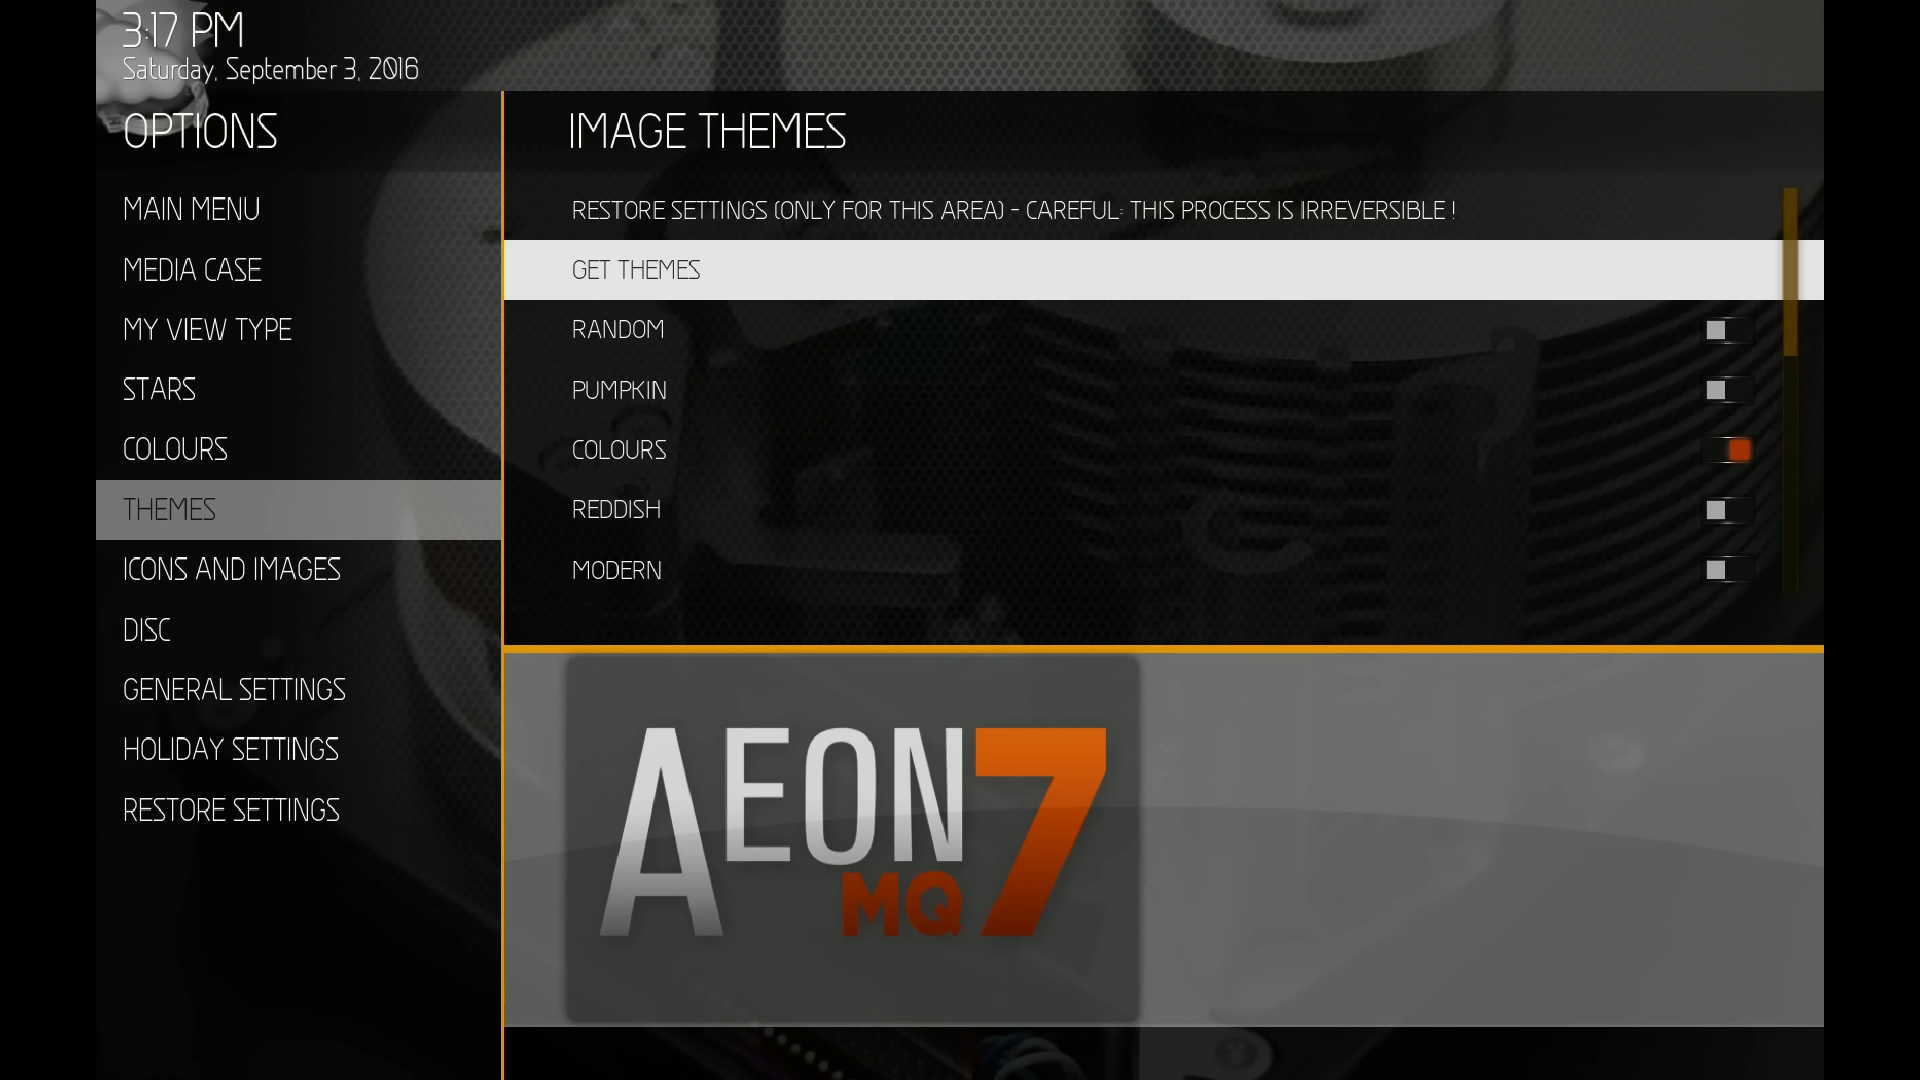 3:17 PM
Saturday, September 3, 2016
OPTIONS
MAIN MENU
MEDIA CASE
MY VIEW TYPE
STARS
COLOURS
THEMES
ICONS AND IMAGES
DISC
GENERAL SETTINGS
HOLIDAY SETTINGS
RESTORE SETTINGS
IMAGE THEMES
RESTORE SETTINGS (ONLY FOR THIS AREA) - CAREFUL: THIS PROCESS IS IRREVERSIBLE !
GET THEMES
RANDOM
PUMPKIN
COLOURS
REDDISH
MODERN
AEON7
MQ